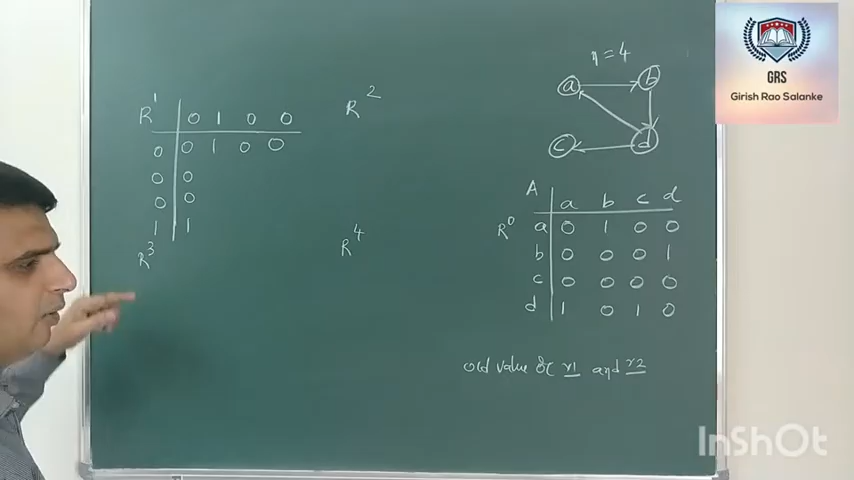 GRS
Girish Rao Salanke
η = 4
a b
c d
R¹ 0 1 0 0
0 0 1 0 0
0 0
0 0
1 1
R²
R³
R⁴
A a b c d
R⁰ a 0 1 0 0
b 0 0 0 1
c 0 0 0 0
d 1 0 1 0
old value of r1 and r2
InShOt